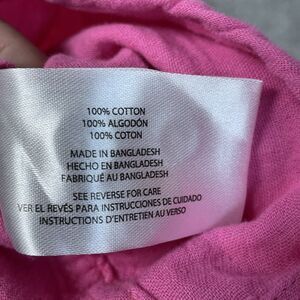 100% COTTON
100% ALGODÓN
100% COTON
MADE IN BANGLADESH
HECHO EN BANGLADESH
FABRIQUÉ AU BANGLADESH
SEE REVERSE FOR CARE
VER EL REVÉS PARA INSTRUCCIONES DE CUIDADO
INSTRUCTIONS D'ENTRETIEN AU VERSO